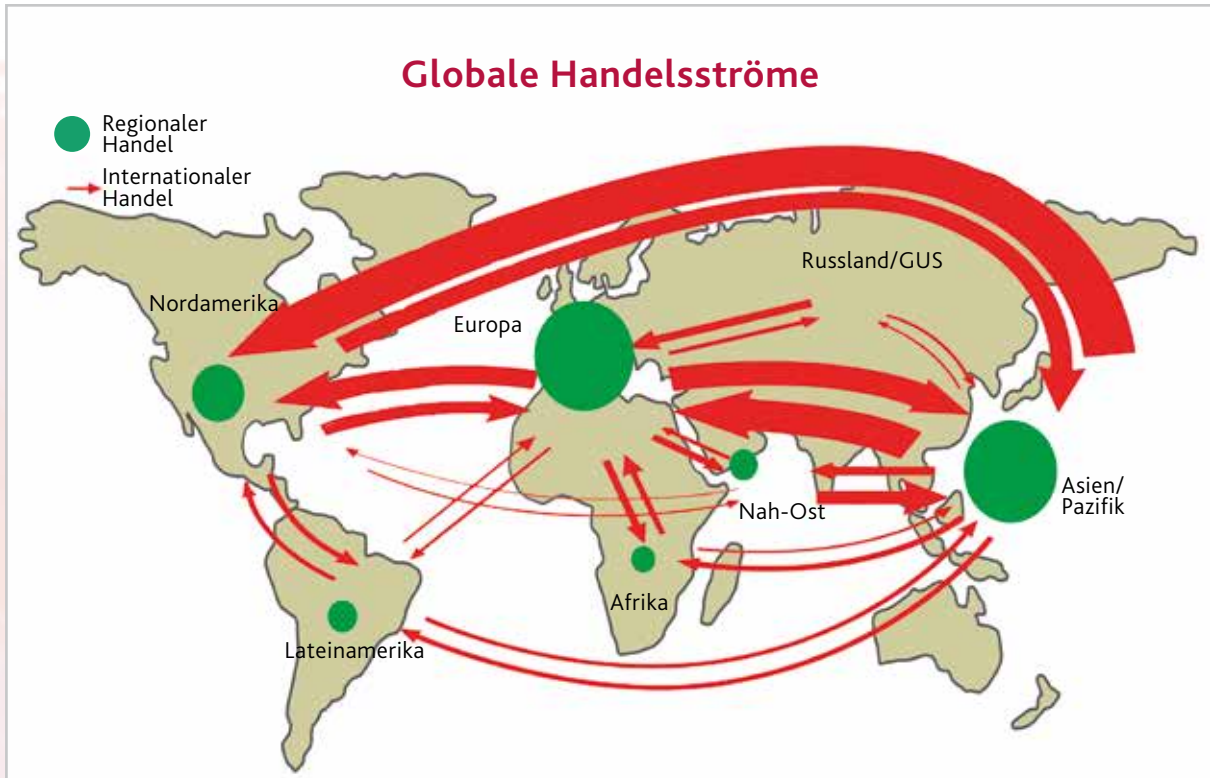 Globale Handelsströme
Regionaler
Handel
Internationaler
Handel
Russland/GUS
Nordamerika
Europa
Asien/
Pazifik
Nah-Ost
Afrika
Lateinamerika